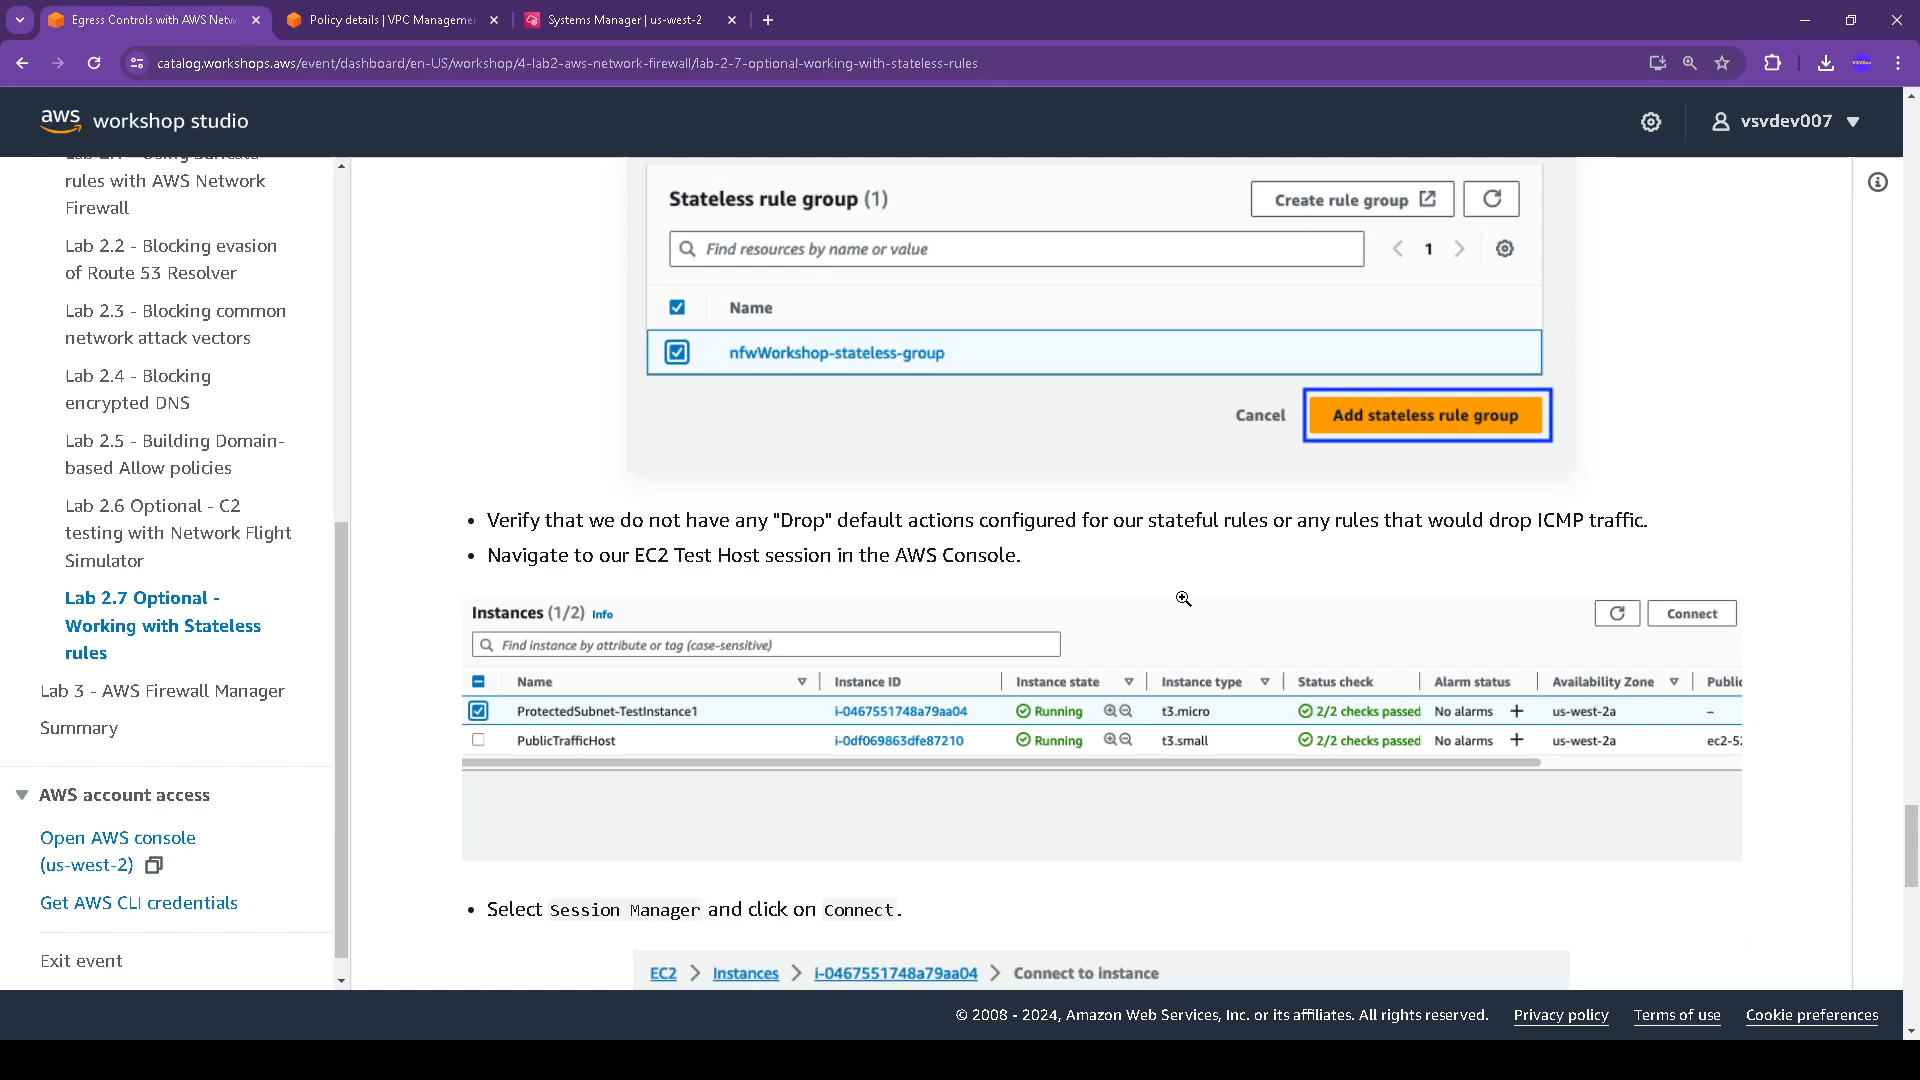 Egress Controls with AWS Netw
Policy details | VPC Manageme
Systems Manager | us-west-2
catalog.workshops.aws/event/dashboard/en-US/workshop/4-lab2-aws-network-firewall/lab-2-7-optional-working-with-stateless-rules
aws workshop studio
vsvdev007
rules with AWS Network
Firewall
Lab 2.2 - Blocking evasion
of Route 53 Resolver
Lab 2.3 - Blocking common
network attack vectors
Lab 2.4 - Blocking
encrypted DNS
Lab 2.5 - Building Domain-
based Allow policies
Lab 2.6 Optional - C2
testing with Network Flight
Simulator
Lab 2.7 Optional -
Working with Stateless
rules
Lab 3 - AWS Firewall Manager
Summary
AWS account access
Open AWS console
(us-west-2)
Get AWS CLI credentials
Exit event
Stateless rule group (1)
Create rule group
Find resources by name or value
1
Name
nfwWorkshop-stateless-group
Cancel
Add stateless rule group
• Verify that we do not have any "Drop" default actions configured for our stateful rules or any rules that would drop ICMP traffic.
• Navigate to our EC2 Test Host session in the AWS Console.
Instances (1/2) Info
Connect
Find instance by attribute or tag (case-sensitive)
Name Instance ID Instance state Instance type Status check Alarm status Availability Zone Public
ProtectedSubnet-TestInstance1 i-0467551748a79aa04 Running t3.micro 2/2 checks passed No alarms + us-west-2a –
PublicTrafficHost i-0df069863dfe87210 Running t3.small 2/2 checks passed No alarms + us-west-2a ec2-52
• Select Session Manager and click on Connect.
EC2 > Instances > i-0467551748a79aa04 > Connect to instance
© 2008 - 2024, Amazon Web Services, Inc. or its affiliates. All rights reserved. Privacy policy Terms of use Cookie preferences